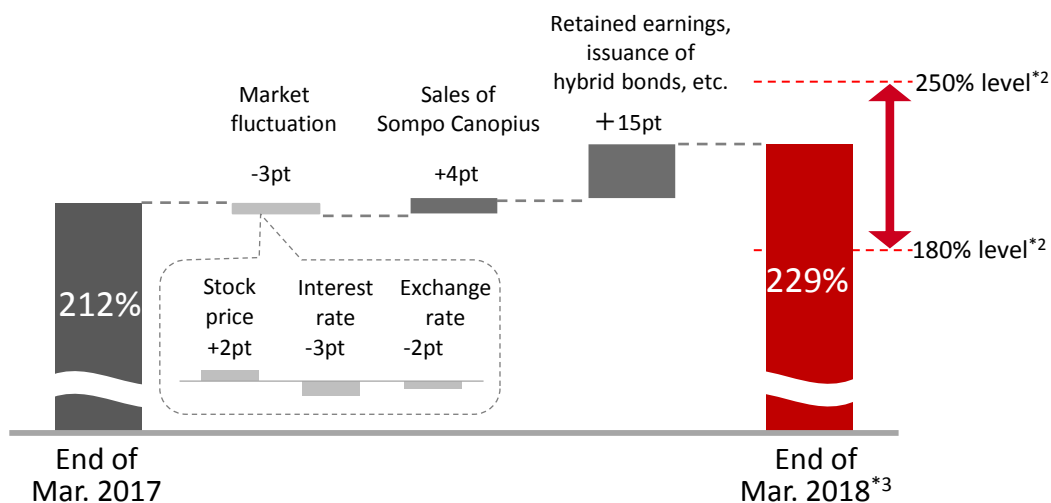 Retained earnings,
issuance of
hybrid bonds, etc.
+15pt
250% level*2
Market
fluctuation
-3pt
Sales of
Sompo Canopius
+4pt
180% level*2
212%
229%
Stock
price
+2pt
Interest
rate
-3pt
Exchange
rate
-2pt
End of
Mar. 2017
End of
Mar. 2018*3